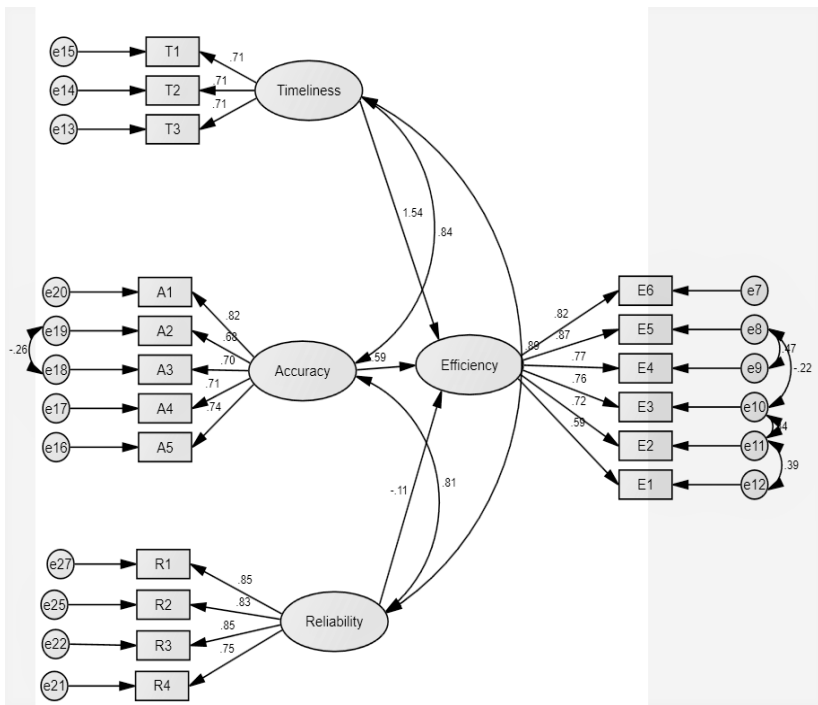 e15 T1 .71
e14 T2 .71 Timeliness
e13 T3 .71
1.54
.84
e20 A1 .82
e19 A2 .68
-.26
e18 A3 .70 Accuracy .59 Efficiency
e17 A4 .71
e16 A5 .74
.89
.82 E6 e7
.87 E5 e8
.47
.77 E4 e9
-.22
.76 E3 e10
.72 E2 e11
.39
.59 E1 e12
-.11
.81
e27 R1 .85
e25 R2 .83
Reliability
e22 R3 .85
e21 R4 .75